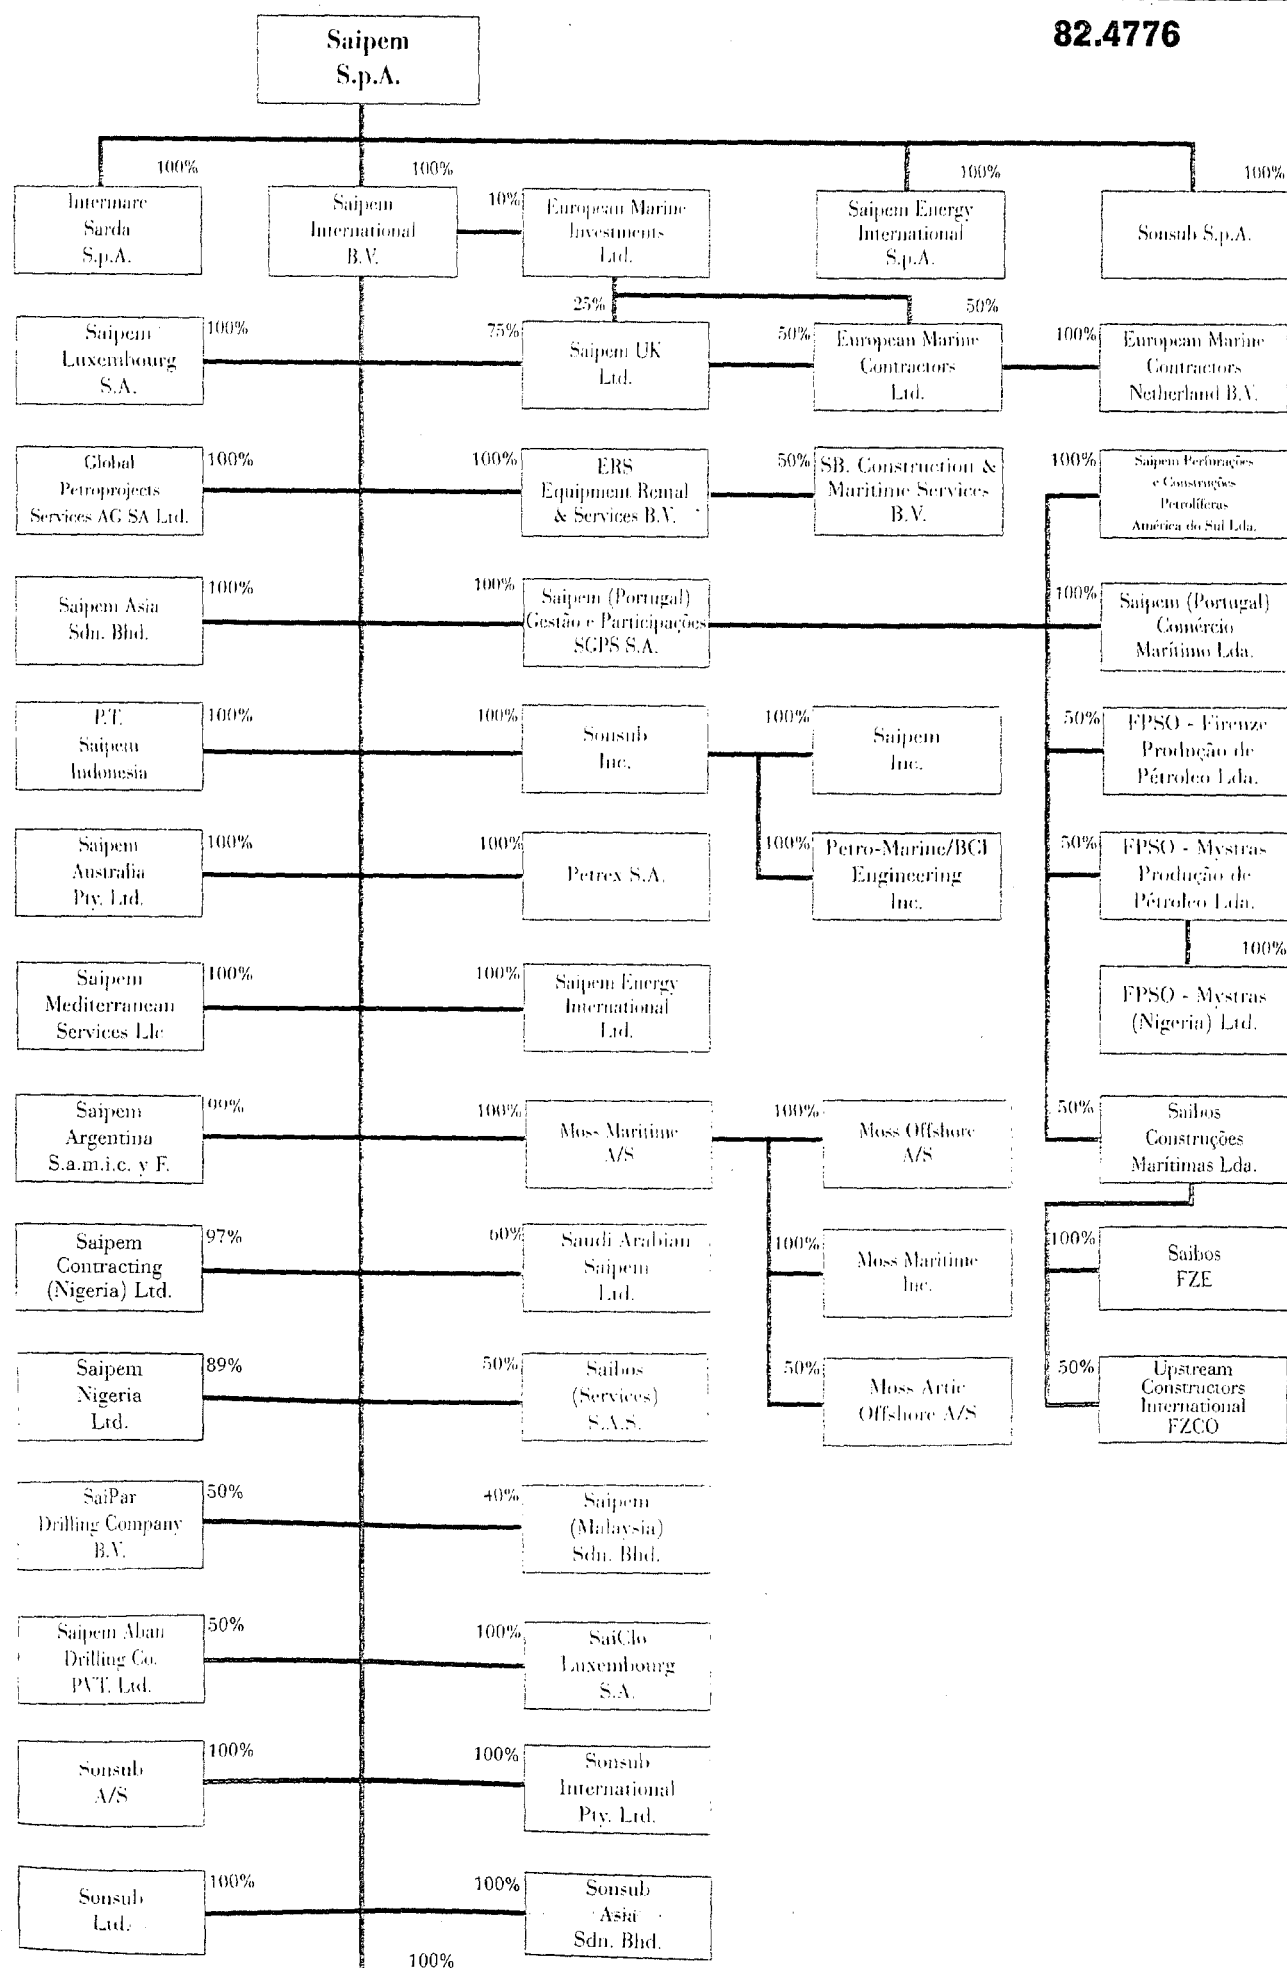 82.4776
Saipem
S.p.A.
100%
100%
100%
100%
Intermare
Sarda
S.p.A.
Saipem
International
B.V.
10%
European Marine
Investments
Ltd.
Saipem Energy
International
S.p.A.
Sonsub S.p.A.
25%
50%
Saipem
Luxembourg
S.A.
100%
75%
Saipem UK
Ltd.
50%
European Marine
Contractors
Ltd.
100%
European Marine
Contractors
Netherland B.V.
Global
Petroprojects
Services AG SA Ltd.
100%
100%
ERS
Equipment Rental
& Services B.V.
50%
SB. Construction &
Maritime Services
B.V.
100%
Saipem Perfurações
e Construções
Petrolíferas
América do Sul Lda.
Saipem Asia
Sdn. Bhd.
100%
100%
Saipem (Portugal)
Gestão e Participações
SGPS S.A.
100%
Saipem (Portugal)
Comércio
Marítimo Lda.
P.T.
Saipem
Indonesia
100%
100%
Sonsub
Inc.
100%
Saipem
Inc.
50%
FPSO - Firenze
Produção de
Pétroleo Lda.
Saipem
Australia
Pty. Ltd.
100%
100%
Petrex S.A.
100%
Petro-Marine/BCI
Engineering
Inc.
50%
FPSO - Mystras
Produção de
Pétroleo Lda.
100%
Saipem
Mediterranean
Services Llc
100%
100%
Saipem Energy
International
Ltd.
FPSO - Mystras
(Nigeria) Ltd.
Saipem
Argentina
S.a.m.i.c. y F.
99%
100%
Moss Maritime
A/S
100%
Moss Offshore
A/S
50%
Saibos
Construções
Marítimas Lda.
Saipem
Contracting
(Nigeria) Ltd.
97%
60%
Saudi Arabian
Saipem
Ltd.
100%
Moss Maritime
Inc.
100%
Saibos
FZE
Saipem
Nigeria
Ltd.
89%
50%
Saibos
(Services)
S.A.S.
50%
Moss Artic
Offshore A/S
50%
Upstream
Constructors
International
FZCO
SaiPar
Drilling Company
B.V.
50%
40%
Saipem
(Malaysia)
Sdn. Bhd.
Saipem Aban
Drilling Co.
PVT. Ltd.
50%
100%
SaiClo
Luxembourg
S.A.
Sonsub
A/S
100%
100%
Sonsub
International
Pty. Ltd.
Sonsub
Ltd.
100%
100%
Sonsub
Asia
Sdn. Bhd.
100%